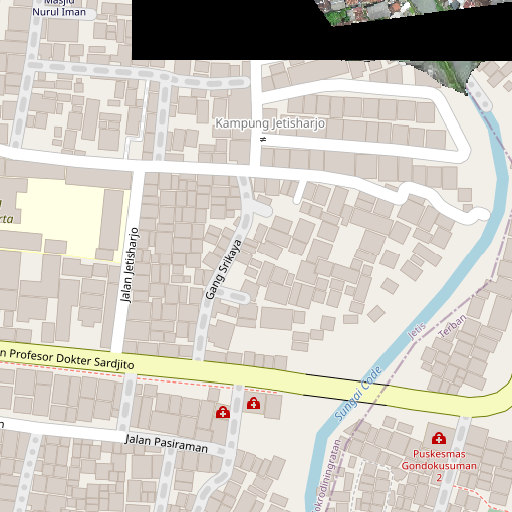 Masjid
Nurul Iman
Kampung Jetisharjo
Jalan Jetisharjo
Gang Srikaya
Jetis
Terban
Profesor Dokter Sardjito
Sungai Code
Jalan Pasiraman
Puskesmas
Gondokusuman
2